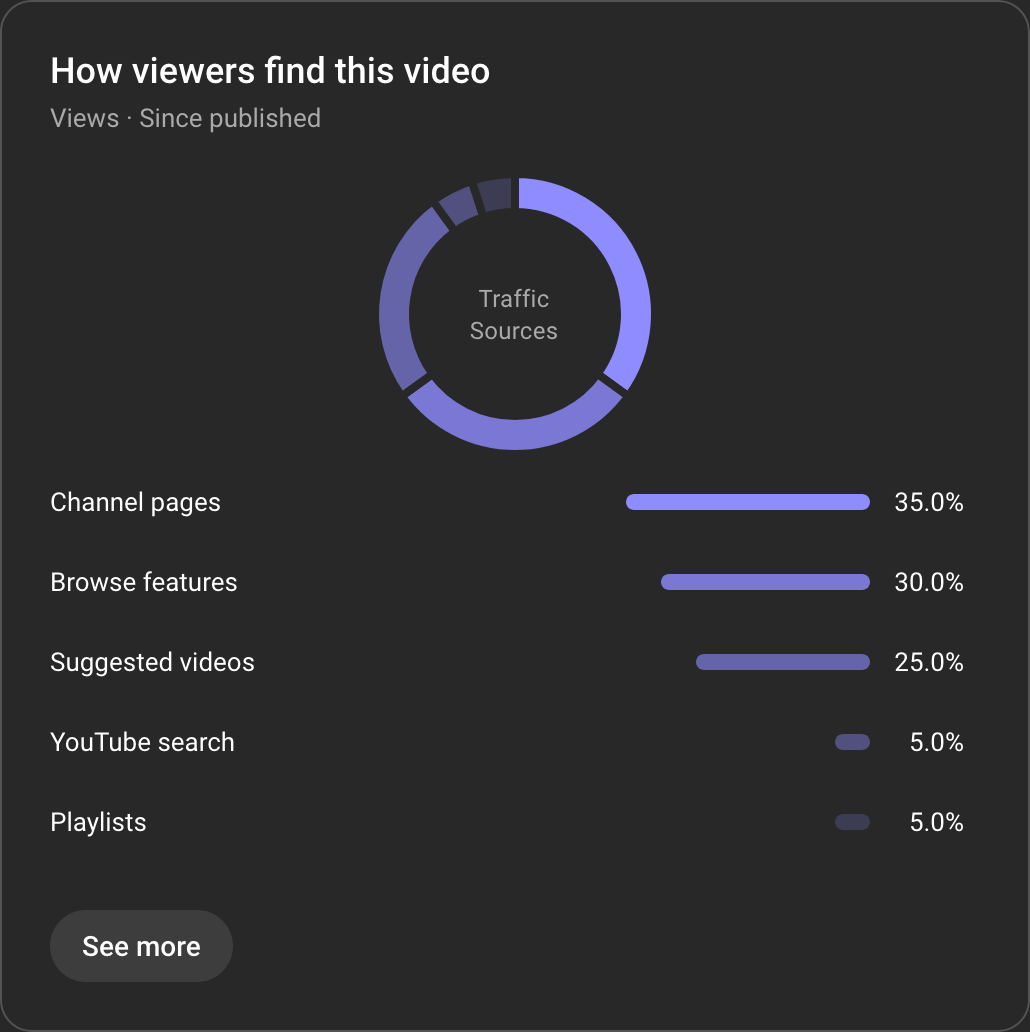 How viewers find this video
Views · Since published
Traffic
Sources
Channel pages 35.0%
Browse features 30.0%
Suggested videos 25.0%
YouTube search 5.0%
Playlists 5.0%
See more